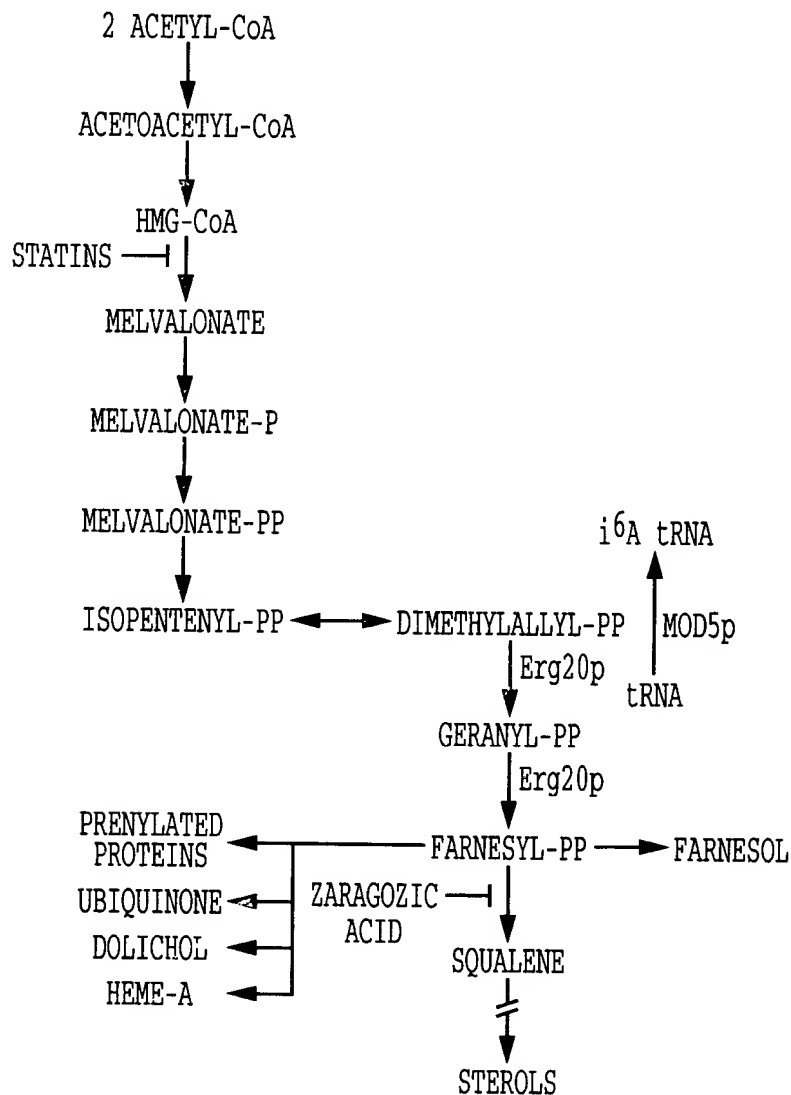 2 ACETYL-CoA
ACETOACETYL-CoA
HMG-CoA
STATINS
MELVALONATE
MELVALONATE-P
MELVALONATE-PP
i6A tRNA
ISOPENTENYL-PP
DIMETHYLALLYL-PP
MOD5p
Erg20p
tRNA
GERANYL-PP
Erg20p
PRENYLATED
PROTEINS
FARNESYL-PP
FARNESOL
UBIQUINONE
ZARAGOZIC
ACID
DOLICHOL
SQUALENE
HEME-A
STEROLS